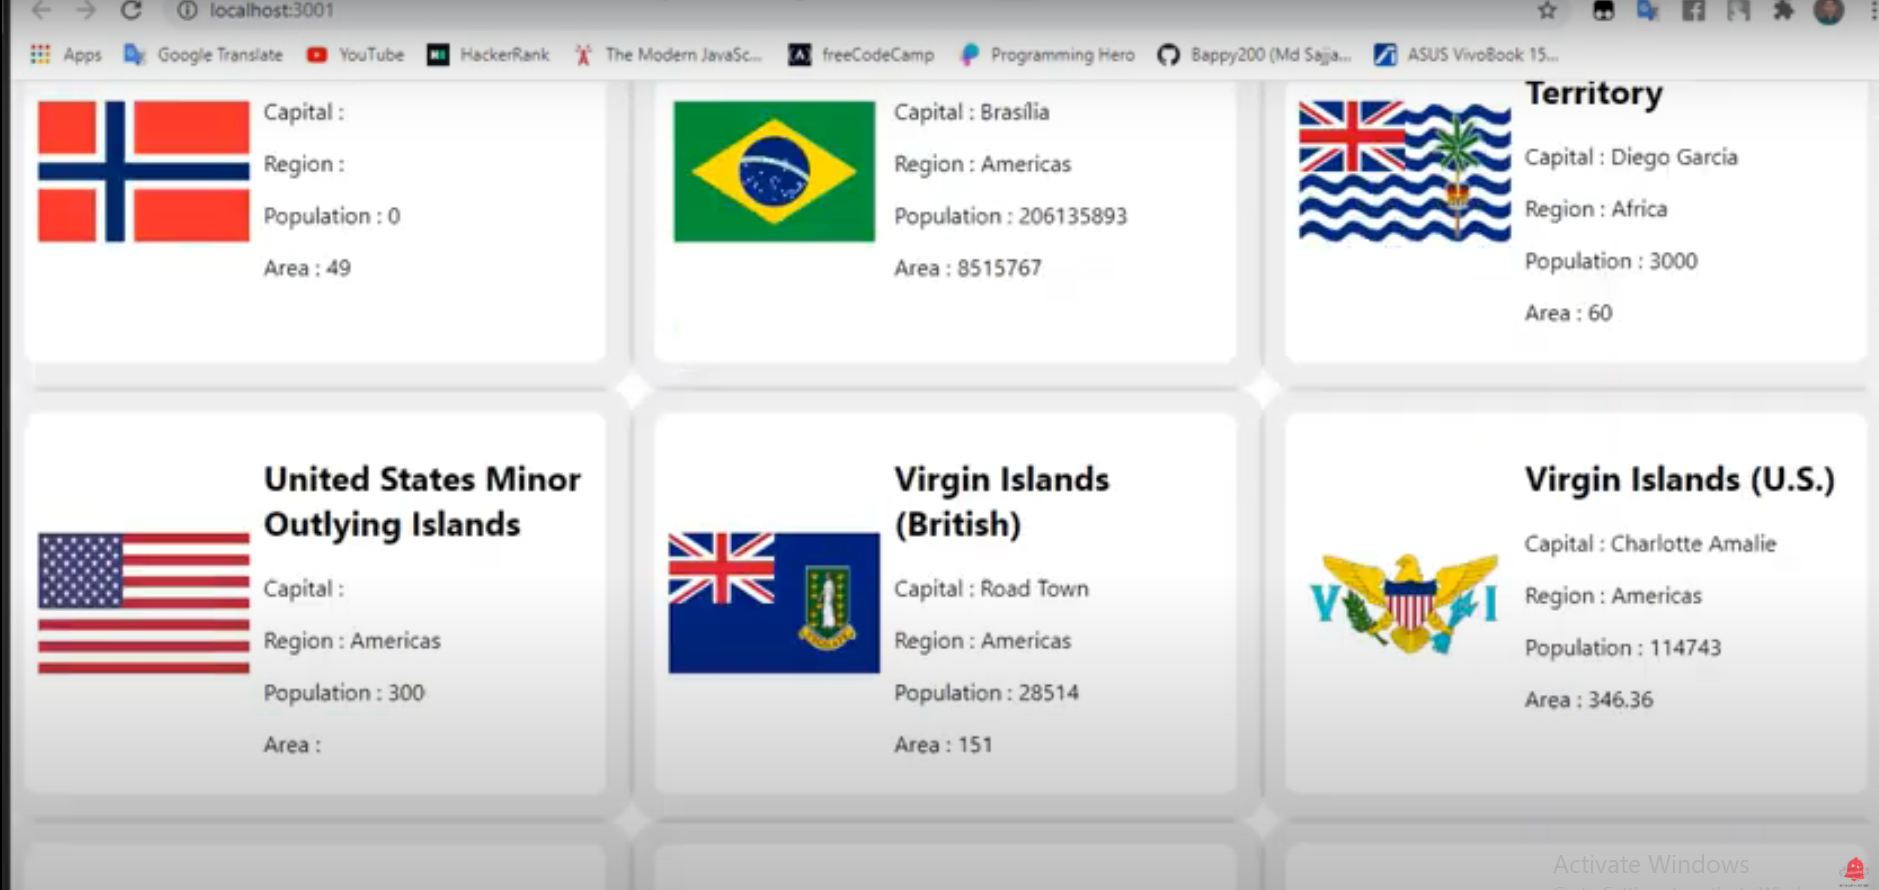 localhost:3001
Apps Google Translate YouTube HackerRank The Modern JavaSc... freeCodeCamp Programming Hero Bappy200 (Md Sajja... ASUS VivoBook 15...
Capital :
Region :
Population : 0
Area : 49
Capital : Brasília
Region : Americas
Population : 206135893
Area : 8515767
Territory
Capital : Diego Garcia
Region : Africa
Population : 3000
Area : 60
United States Minor
Outlying Islands
Capital :
Region : Americas
Population : 300
Area :
Virgin Islands
(British)
Capital : Road Town
Region : Americas
Population : 28514
Area : 151
Virgin Islands (U.S.)
V I
Capital : Charlotte Amalie
Region : Americas
Population : 114743
Area : 346.36
Activate Windows